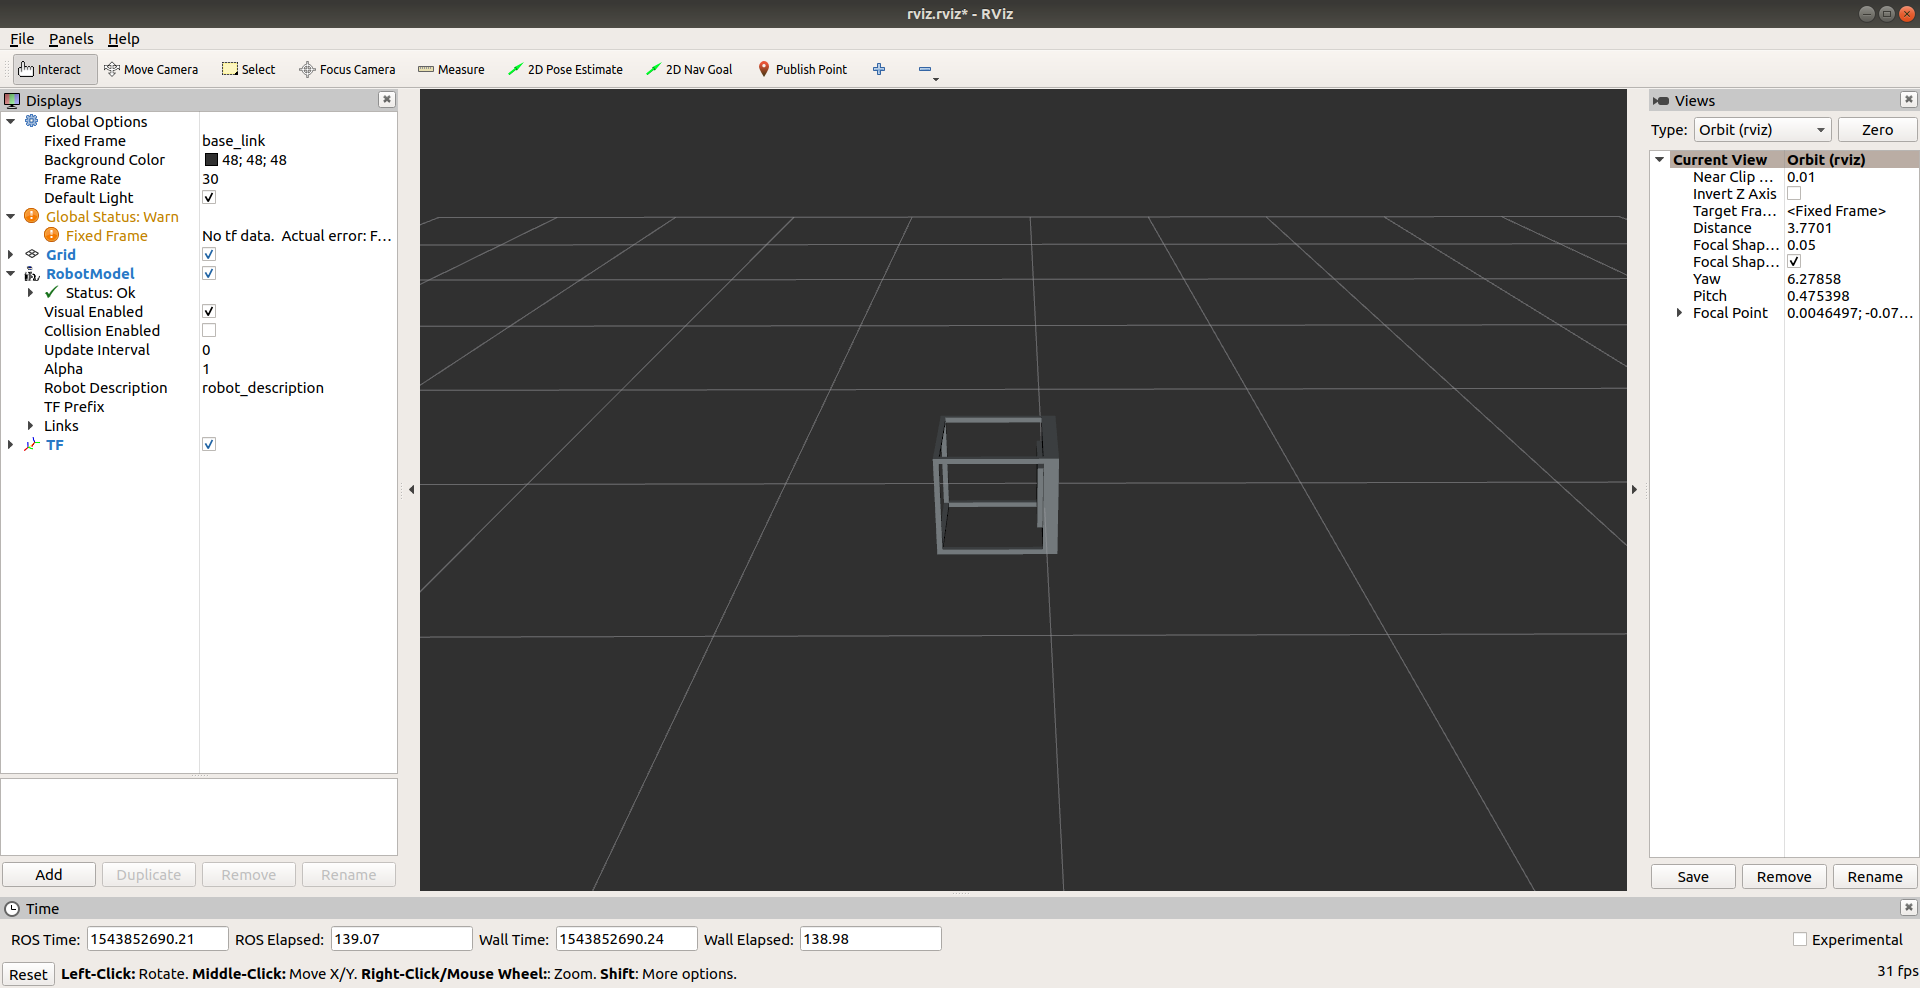 rviz.rviz* - RViz
File Panels Help
Interact Move Camera Select Focus Camera Measure 2D Pose Estimate 2D Nav Goal Publish Point
Displays
Global Options
Fixed Frame base_link
Background Color 48; 48; 48
Frame Rate 30
Default Light
Global Status: Warn
Fixed Frame No tf data. Actual error: F...
Grid
RobotModel
Status: Ok
Visual Enabled
Collision Enabled
Update Interval 0
Alpha 1
Robot Description robot_description
TF Prefix
Links
TF
Add Duplicate Remove Rename
Views
Type: Orbit (rviz) Zero
Current View Orbit (rviz)
Near Clip ... 0.01
Invert Z Axis
Target Fra... <Fixed Frame>
Distance 3.7701
Focal Shap... 0.05
Focal Shap...
Yaw 6.27858
Pitch 0.475398
Focal Point 0.0046497; -0.07...
Save Remove Rename
Time
ROS Time: 1543852690.21 ROS Elapsed: 139.07 Wall Time: 1543852690.24 Wall Elapsed: 138.98 Experimental
Reset Left-Click: Rotate. Middle-Click: Move X/Y. Right-Click/Mouse Wheel:: Zoom. Shift: More options. 31 fps